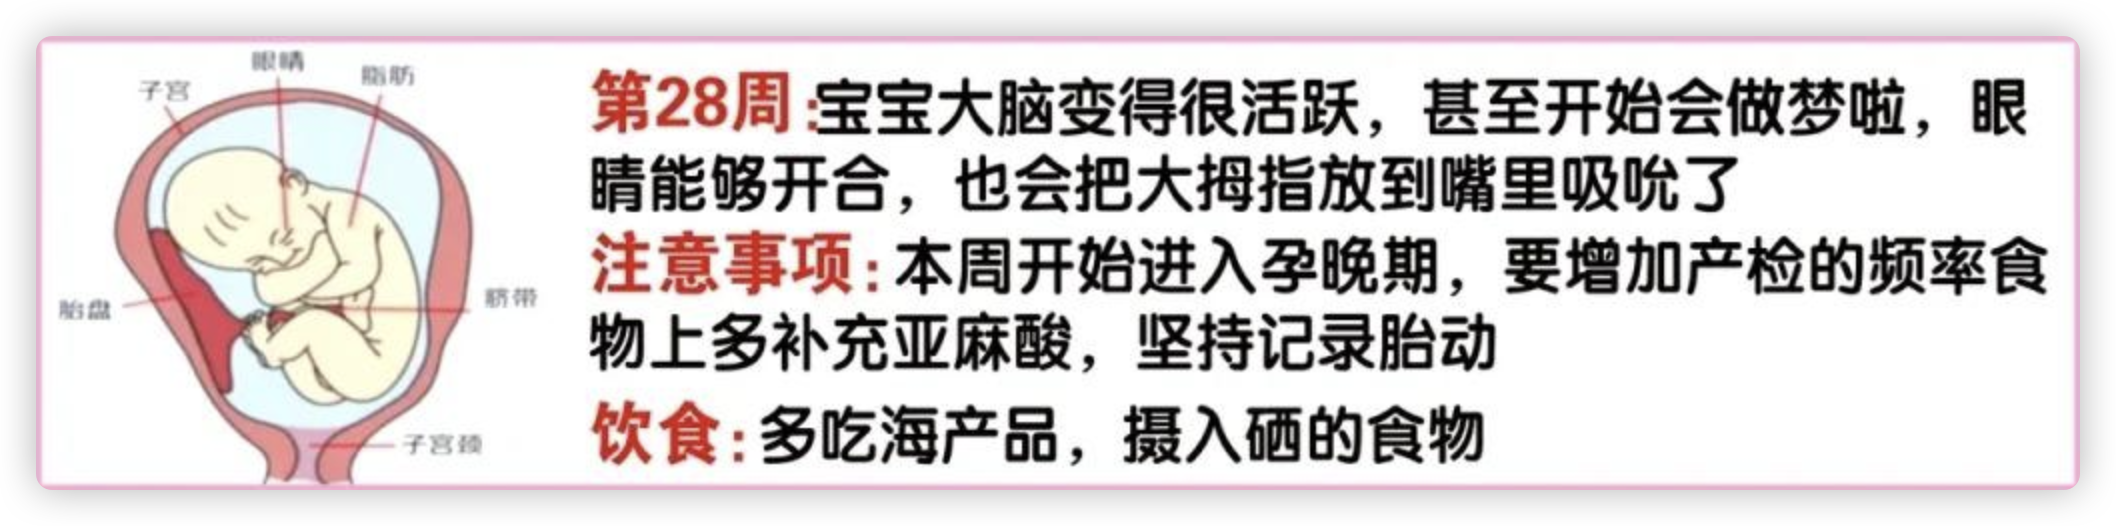 眼睛
脂肪
子宫
胎盘
脐带
子宫颈
第28周:宝宝大脑变得很活跃，甚至开始会做梦啦，眼
睛能够开合，也会把大拇指放到嘴里吸吮了
注意事项:本周开始进入孕晚期，要增加产检的频率食
物上多补充亚麻酸，坚持记录胎动
饮食:多吃海产品，摄入硒的食物